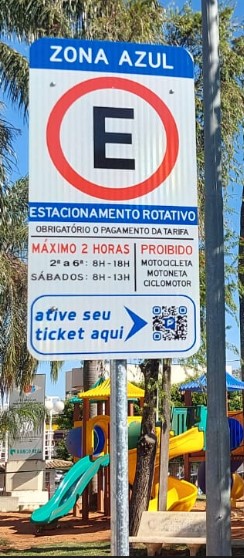 ZONA AZUL
E
ESTACIONAMENTO ROTATIVO
OBRIGATÓRIO O PAGAMENTO DA TARIFA
MÁXIMO 2 HORAS
2ª a 6ª: 8H -18H
SÁBADOS: 8H -13H
PROIBIDO
MOTOCICLETA
MOTONETA
CICLOMOTOR
ative seu
ticket aqui